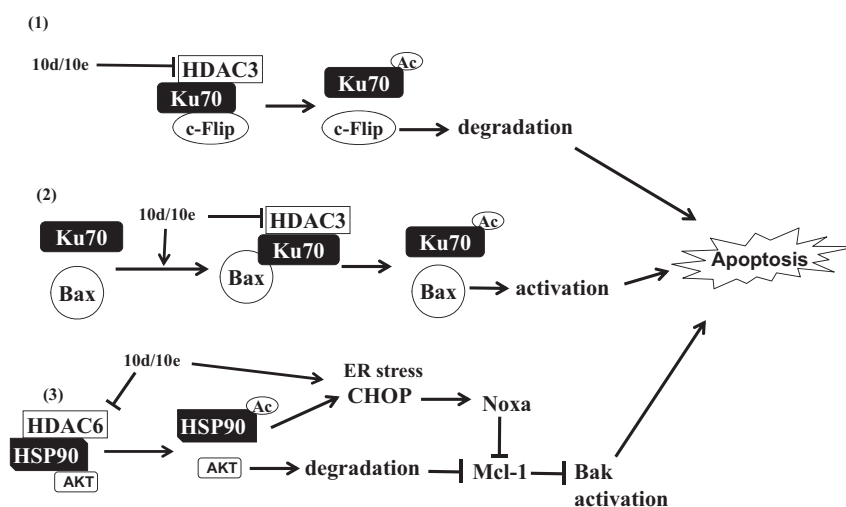 (1)
10d/10e
HDAC3
Ku70
c-Flip
Ac
Ku70
c-Flip
degradation
(2)
10d/10e
Ku70
Bax
HDAC3
Ku70
Bax
Ac
Ku70
Bax
activation
Apoptosis
(3)
10d/10e
HDAC6
HSP90
AKT
Ac
HSP90
AKT
ER stress
CHOP
Noxa
degradation
Mcl-1
Bak
activation